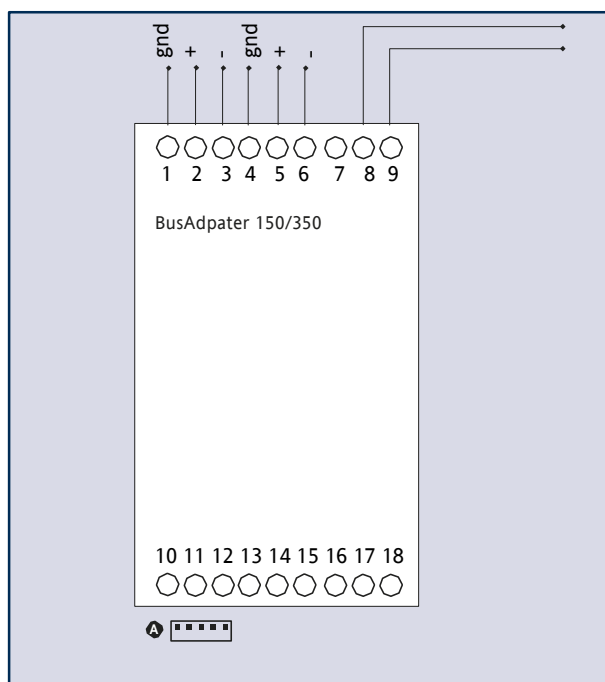 gnd + - gnd + -
1 2 3 4 5 6 7 8 9
BusAdpater 150/350
10 11 12 13 14 15 16 17 18
A